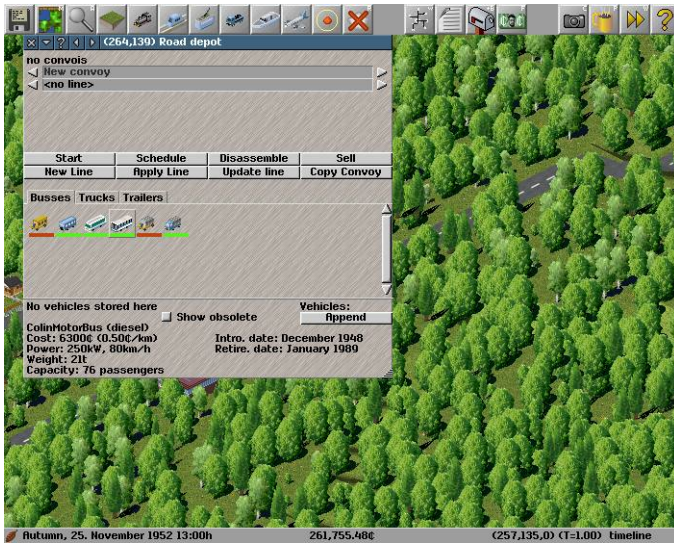 (264,139) Road depot
no convois
New convoy
<no line>
Start Schedule Disassemble Sell
New Line Apply Line Update line Copy Convoy
Busses Trucks Trailers
No vehicles stored here Vehicles:
Show obsolete Append
ColinMotorBus (diesel)
Cost: 6300¢ (0.50¢/km) Intro. date: December 1948
Power: 250kW, 80km/h Retire. date: January 1989
Weight: 21t
Capacity: 76 passengers
Autumn, 25. November 1952 13:00h 261,755.48¢ (257,135,0) (T=1.00) timeline